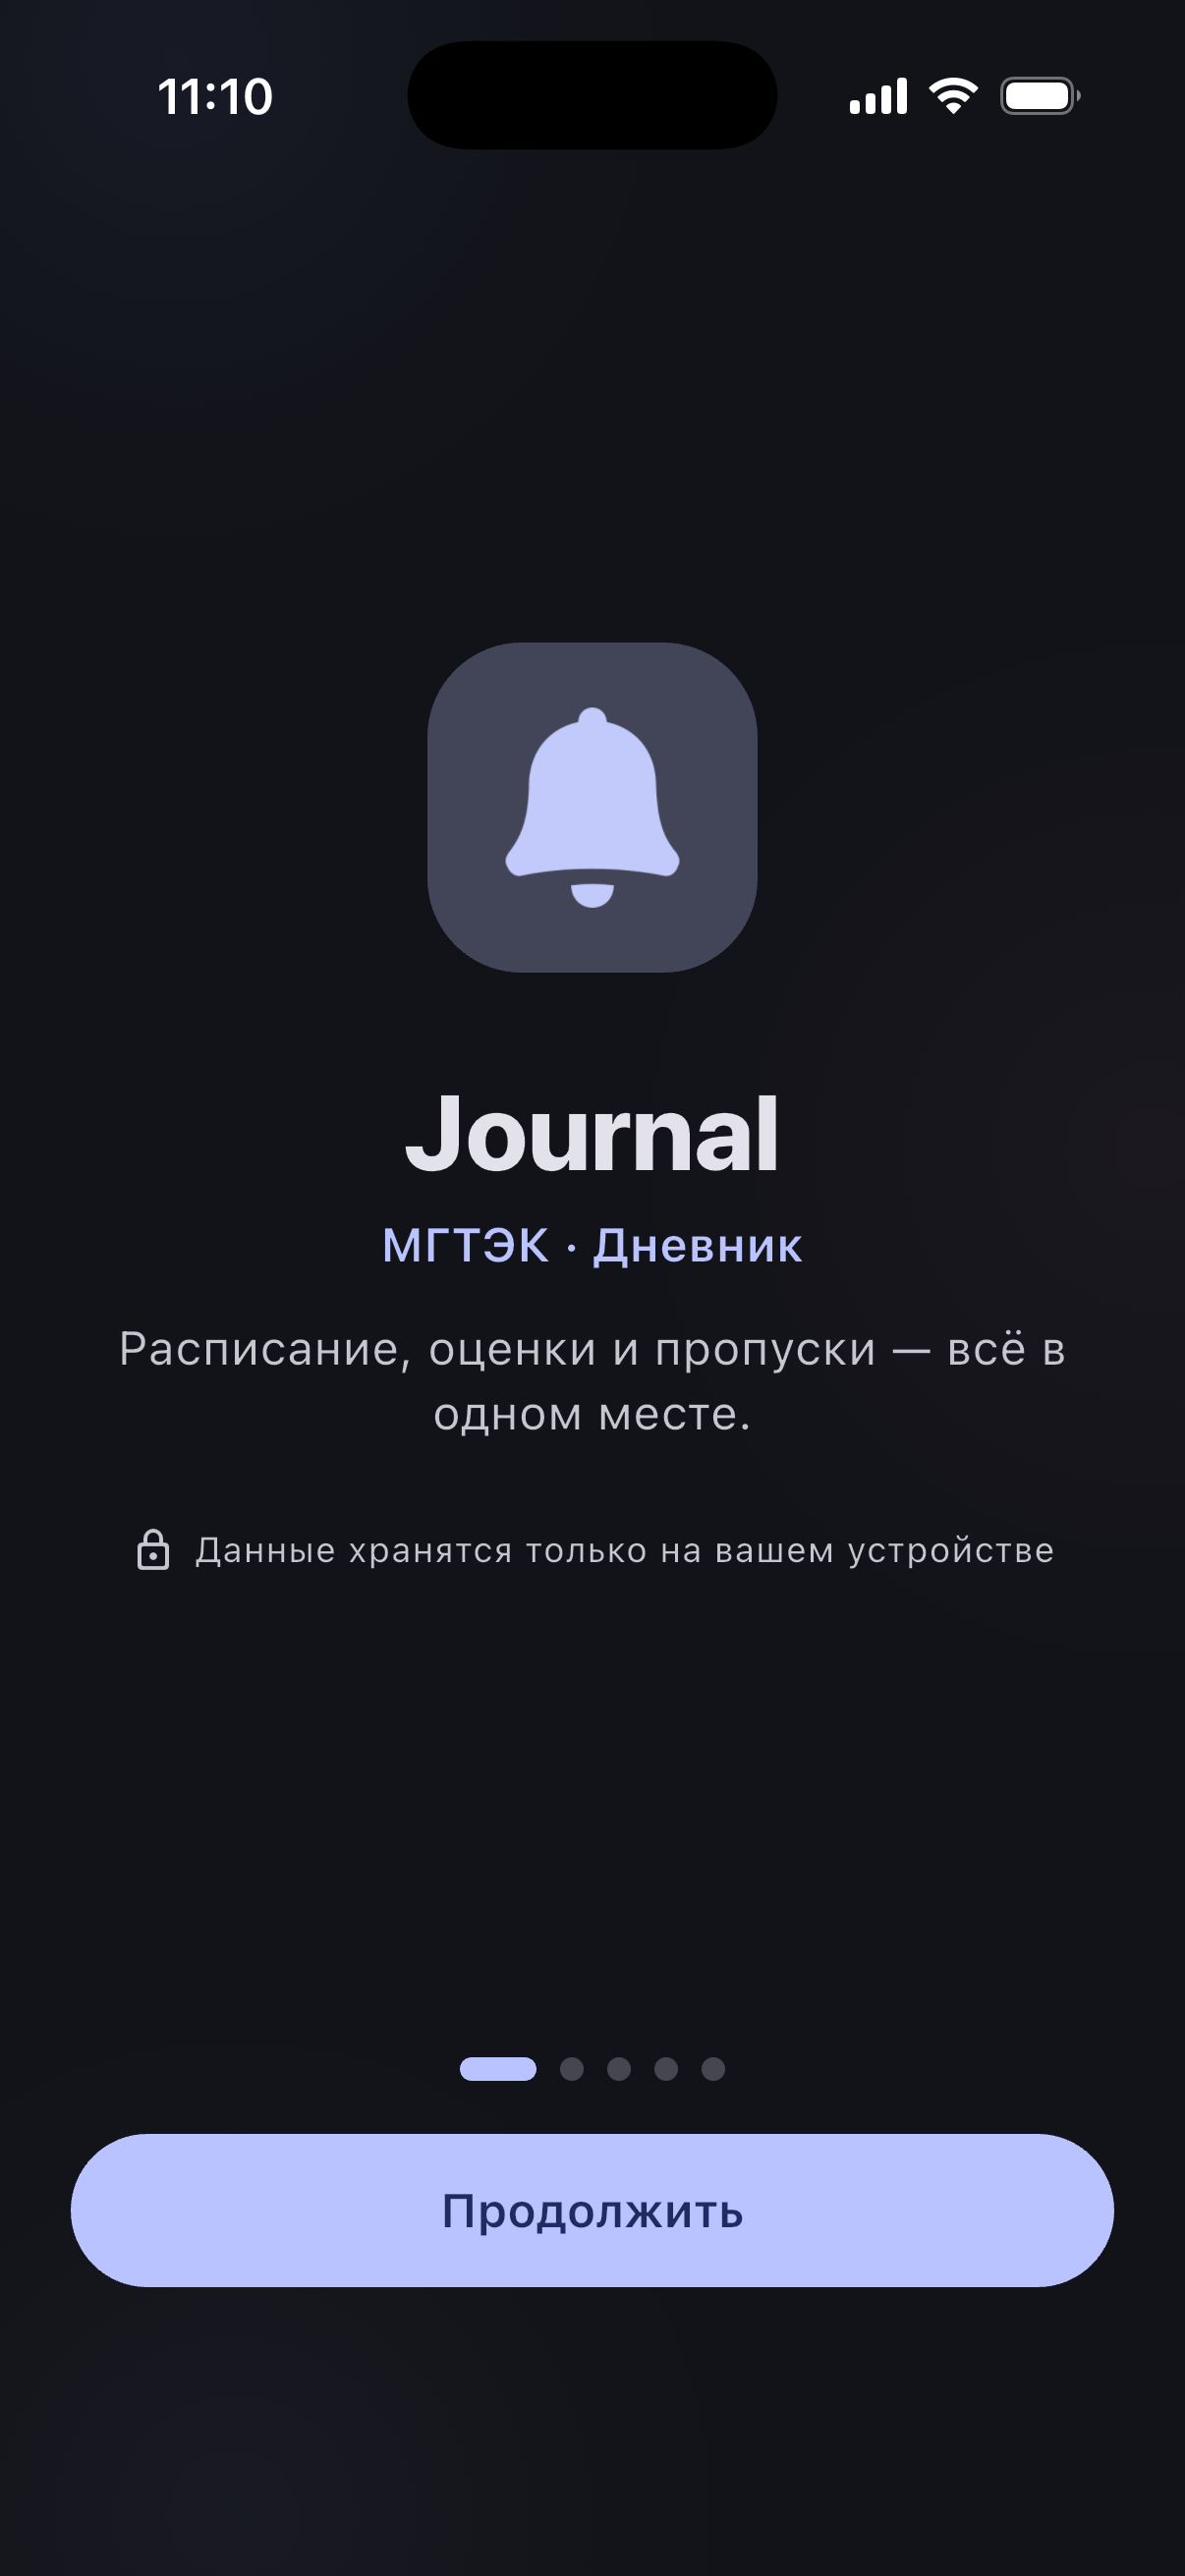 11:10
Journal
МГТЭК · Дневник
Расписание, оценки и пропуски — всё в
одном месте.
Данные хранятся только на вашем устройстве
Продолжить